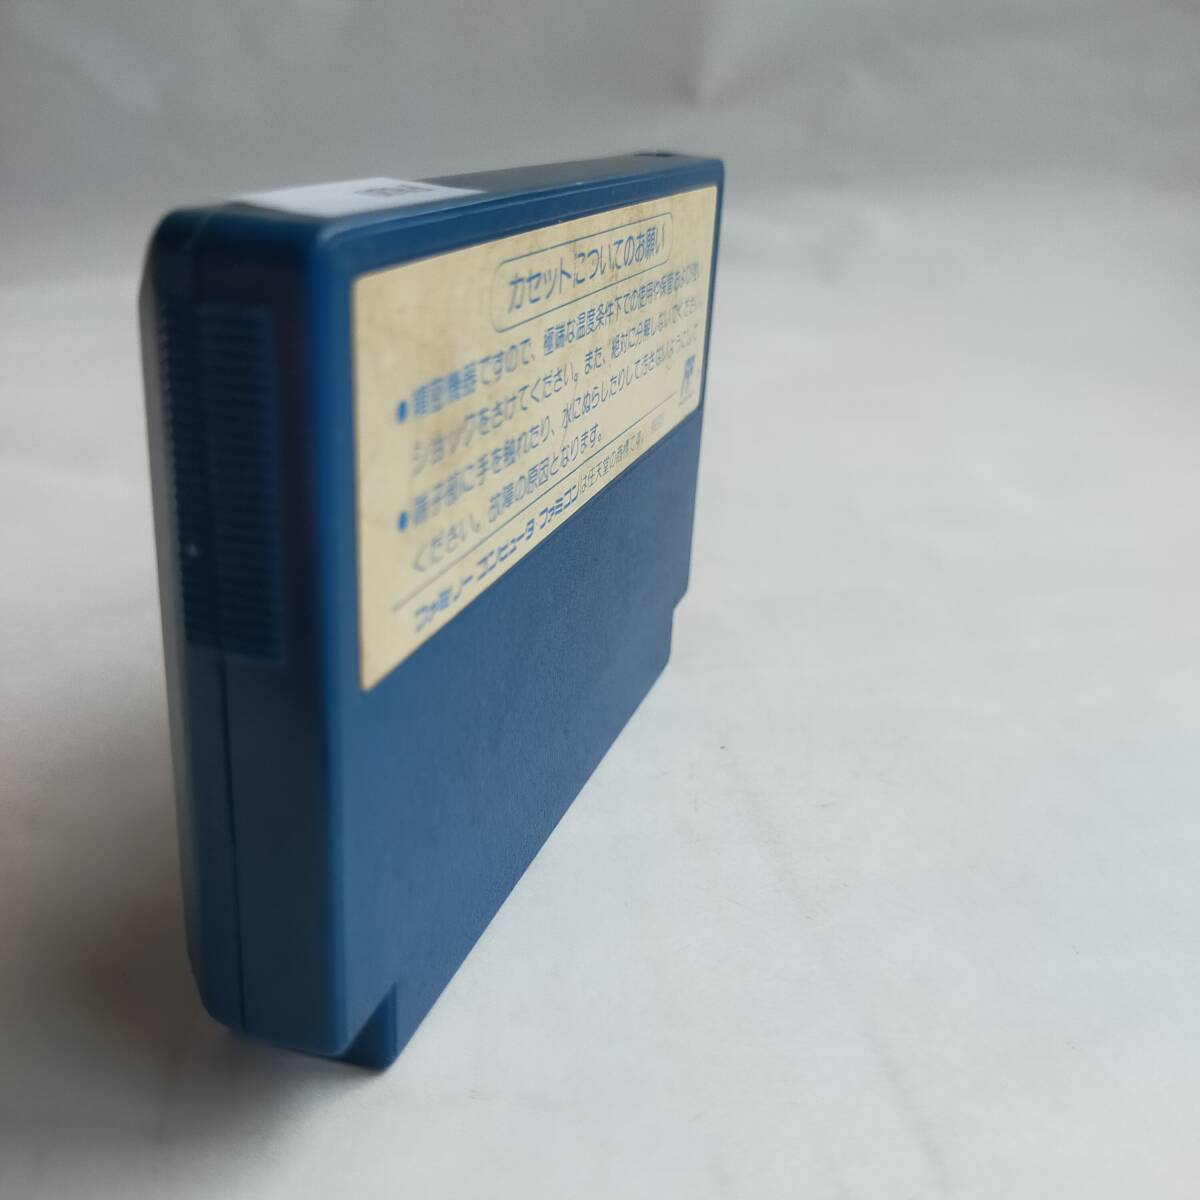 カセットについてのお願い
●精密機器ですので、極端な温度条件下での使用や保管および強い
ショックをさけてください。また、絶対に分解しないでください。
●端子部に手を触れたり、水にぬらしたりして汚さないようにして
ください。故障の原因となります。
ファミリーコンピュータ・ファミコンは任天堂の商標です。